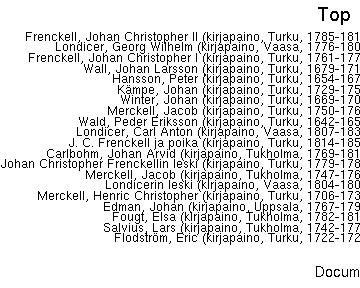 Top
Frenckell, Johan Christopher II (kirjapaino, Turku, 1785-181
Londicer, Georg Wilhelm (kirjapaino, Vaasa, 1776-180
Frenckell, Johan Christopher I (kirjapaino, Turku, 1761-177
Wall, Johan Larsson (kirjapaino, Turku, 1679-171
Hansson, Peter (kirjapaino, Turku, 1654-167
Kämpe, Johan (kirjapaino, Turku, 1729-175
Winter, Johan (kirjapaino, Turku, 1669-170
Merckell, Jacob (kirjapaino, Turku, 1750-176
Wald, Peder Eriksson (kirjapaino, Turku, 1642-165
Londicer, Carl Anton (kirjapaino, Vaasa, 1807-183
J. C. Frenckell ja poika (kirjapaino, Turku, 1814-185
Carlbohm, Johan Arvid (kirjapaino, Tukholma, 1769-181
Johan Christopher Frenckellin leski (kirjapaino, Turku, 1779-178
Merckell, Jacob (kirjapaino, Tukholma, 1747-176
Londicerin leski (kirjapaino, Vaasa, 1804-180
Merckell, Henric Christopher (kirjapaino, Turku, 1706-173
Edman, Johan (kirjapaino, Uppsala, 1767-179
Fougt, Elsa (kirjapaino, Tukholma, 1782-181
Salvius, Lars (kirjapaino, Tukholma, 1742-177
Flodström, Eric (kirjapaino, Turku, 1722-172
Docum